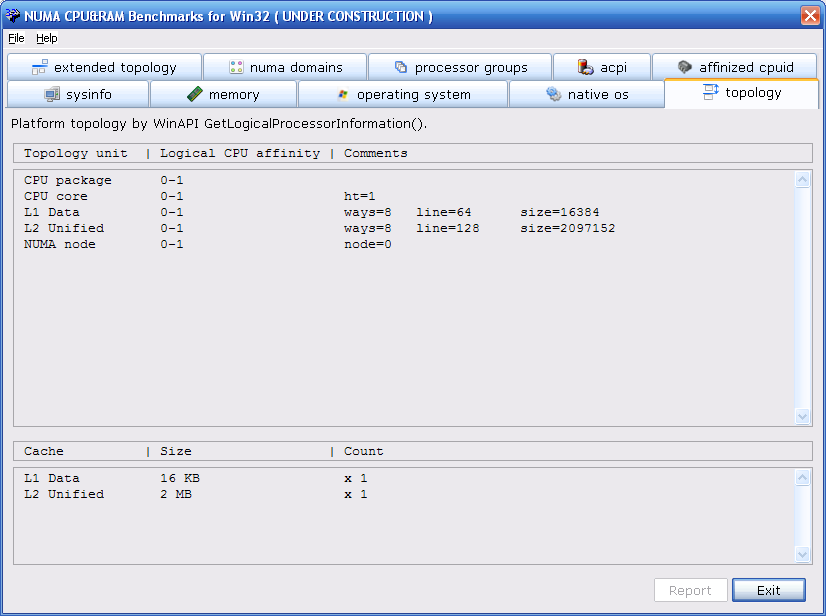 NUMA CPU&RAM Benchmarks for Win32 ( UNDER CONSTRUCTION )
File Help
extended topology numa domains processor groups acpi affinized cpuid
sysinfo memory operating system native os topology
Platform topology by WinAPI GetLogicalProcessorInformation().
Topology unit | Logical CPU affinity | Comments
CPU package 0-1
CPU core 0-1 ht=1
L1 Data 0-1 ways=8 line=64 size=16384
L2 Unified 0-1 ways=8 line=128 size=2097152
NUMA node 0-1 node=0
Cache | Size | Count
L1 Data 16 KB x 1
L2 Unified 2 MB x 1
Report Exit